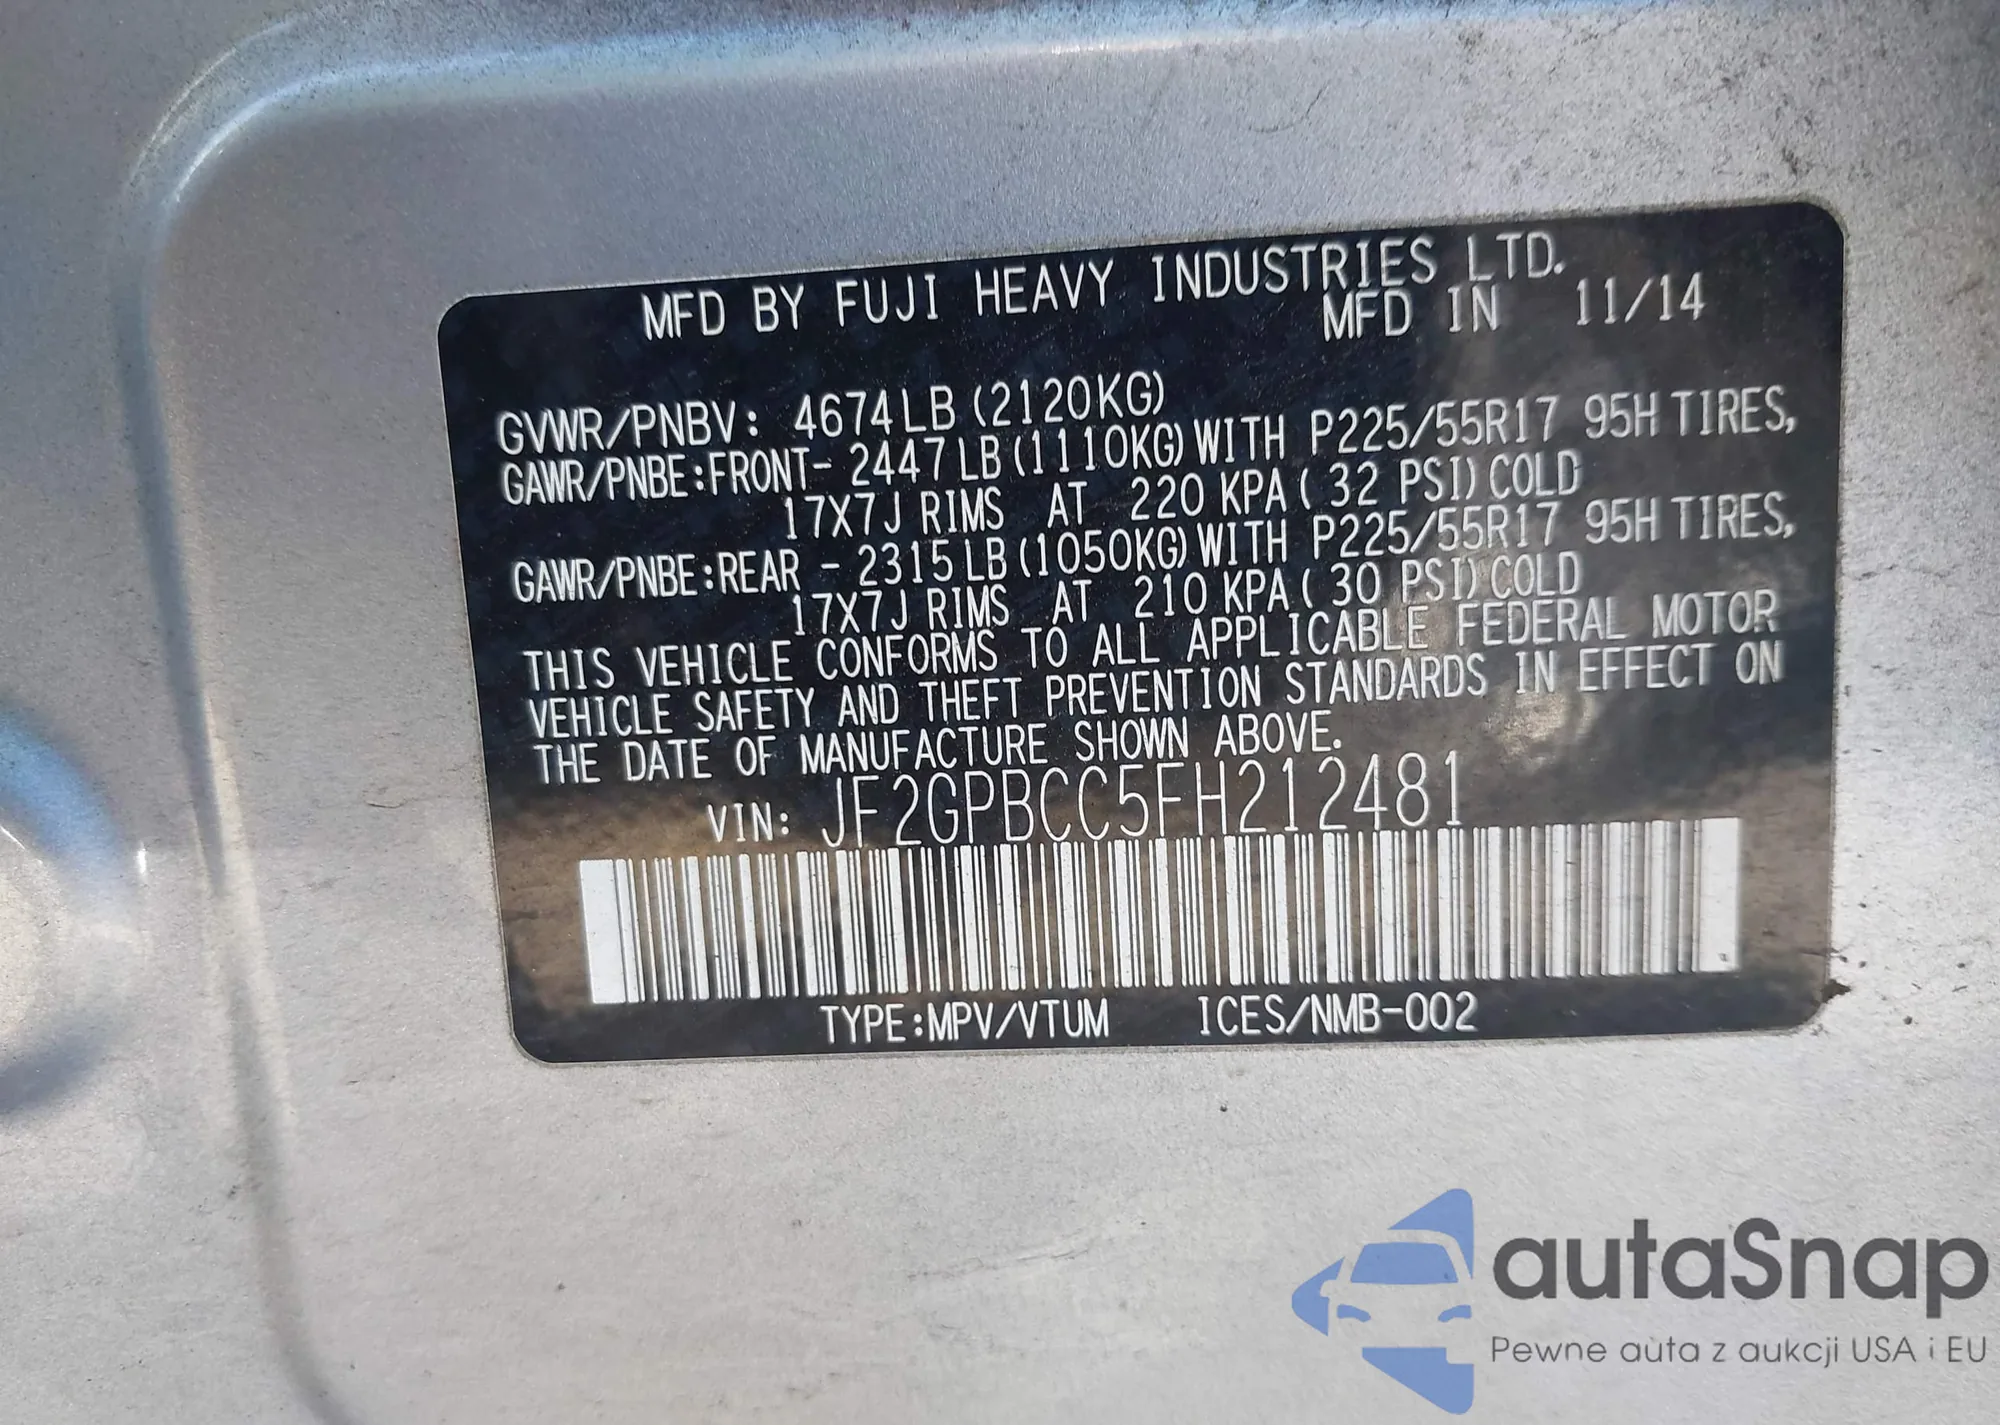 MFD BY FUJI HEAVY INDUSTRIES LTD.
MFD IN 11/14
GVWR/PNBV: 4674LB (2120KG)
GAWR/PNBE:FRONT- 2447LB (1110KG) WITH P225/55R17 95H TIRES,
17X7J RIMS AT 220 KPA ( 32 PSI) COLD
GAWR/PNBE:REAR - 2315LB (1050KG) WITH P225/55R17 95H TIRES,
17X7J RIMS AT 210 KPA ( 30 PSI) COLD
THIS VEHICLE CONFORMS TO ALL APPLICABLE FEDERAL MOTOR
VEHICLE SAFETY AND THEFT PREVENTION STANDARDS IN EFFECT ON
THE DATE OF MANUFACTURE SHOWN ABOVE.
VIN: JF2GPBCC5FH212481
TYPE:MPV/VTUM ICES/NMB-002
autaSnap
Pewne auta z aukcji USA i EU